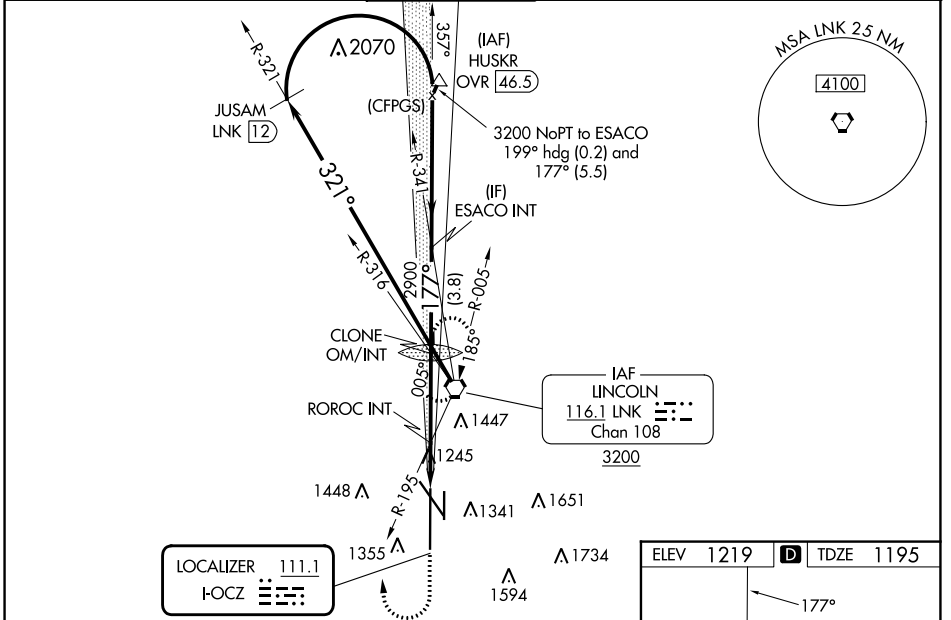 R-321
2070
357°
(IAF)
HUSKR
OVR 46.5
MSA LNK 25 NM
4100
JUSAM
LNK 12
(CFPGS)
3200 NoPT to ESACO
199° hdg (0.2) and
177° (5.5)
321°
R-341
(IF)
ESACO INT
R-316
2900
177°
(3.8)
R-005
CLONE
OM/INT
185°
005°
IAF
LINCOLN
116.1 LNK
Chan 108
3200
ROROC INT
1447
1245
1448
R-195
1341
1651
1355
1734
1594
LOCALIZER 111.1
I-OCZ
ELEV 1219 D TDZE 1195
177°